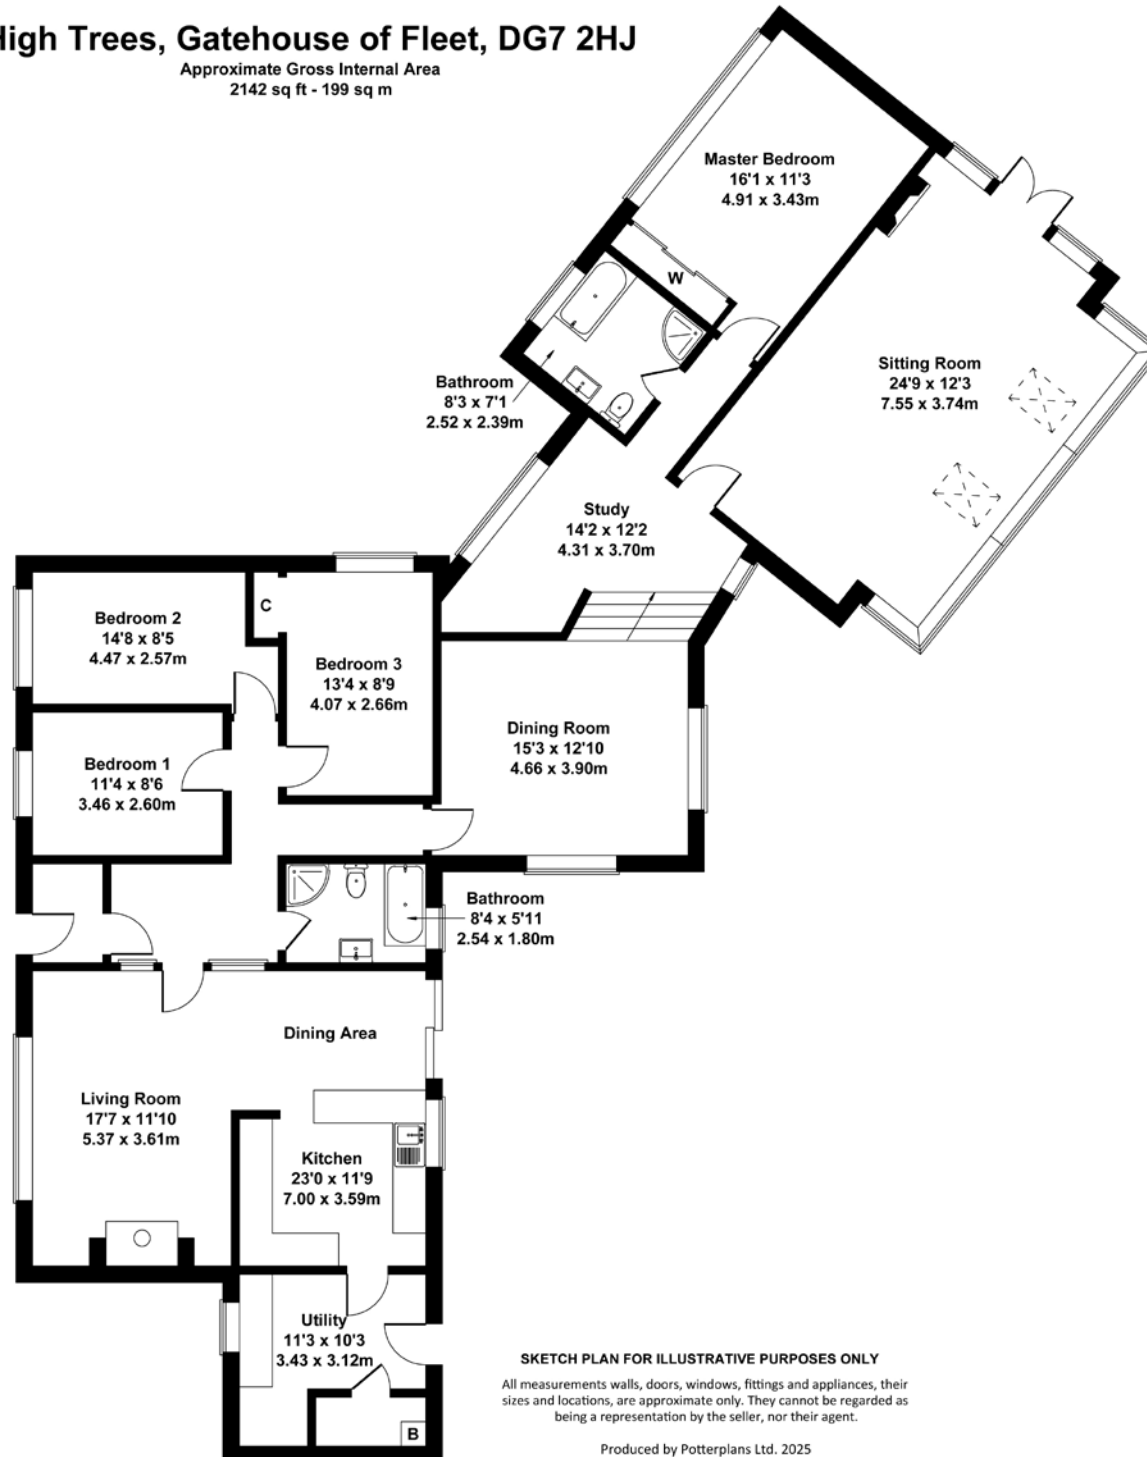 High Trees, Gatehouse of Fleet, DG7 2HJ
Approximate Gross Internal Area
2142 sq ft - 199 sq m
Master Bedroom
16'1 x 11'3
4.91 x 3.43m
W
Sitting Room
24'9 x 12'3
7.55 x 3.74m
Bathroom
8'3 x 7'1
2.52 x 2.39m
Study
14'2 x 12'2
4.31 x 3.70m
C
Bedroom 2
14'8 x 8'5
4.47 x 2.57m
Bedroom 3
13'4 x 8'9
4.07 x 2.66m
Dining Room
15'3 x 12'10
4.66 x 3.90m
Bedroom 1
11'4 x 8'6
3.46 x 2.60m
Bathroom
8'4 x 5'11
2.54 x 1.80m
Dining Area
Living Room
17'7 x 11'10
5.37 x 3.61m
Kitchen
23'0 x 11'9
7.00 x 3.59m
Utility
11'3 x 10'3
3.43 x 3.12m
B
SKETCH PLAN FOR ILLUSTRATIVE PURPOSES ONLY
All measurements walls, doors, windows, fittings and appliances, their
sizes and locations, are approximate only. They cannot be regarded as
being a representation by the seller, nor their agent.
Produced by Potterplans Ltd. 2025